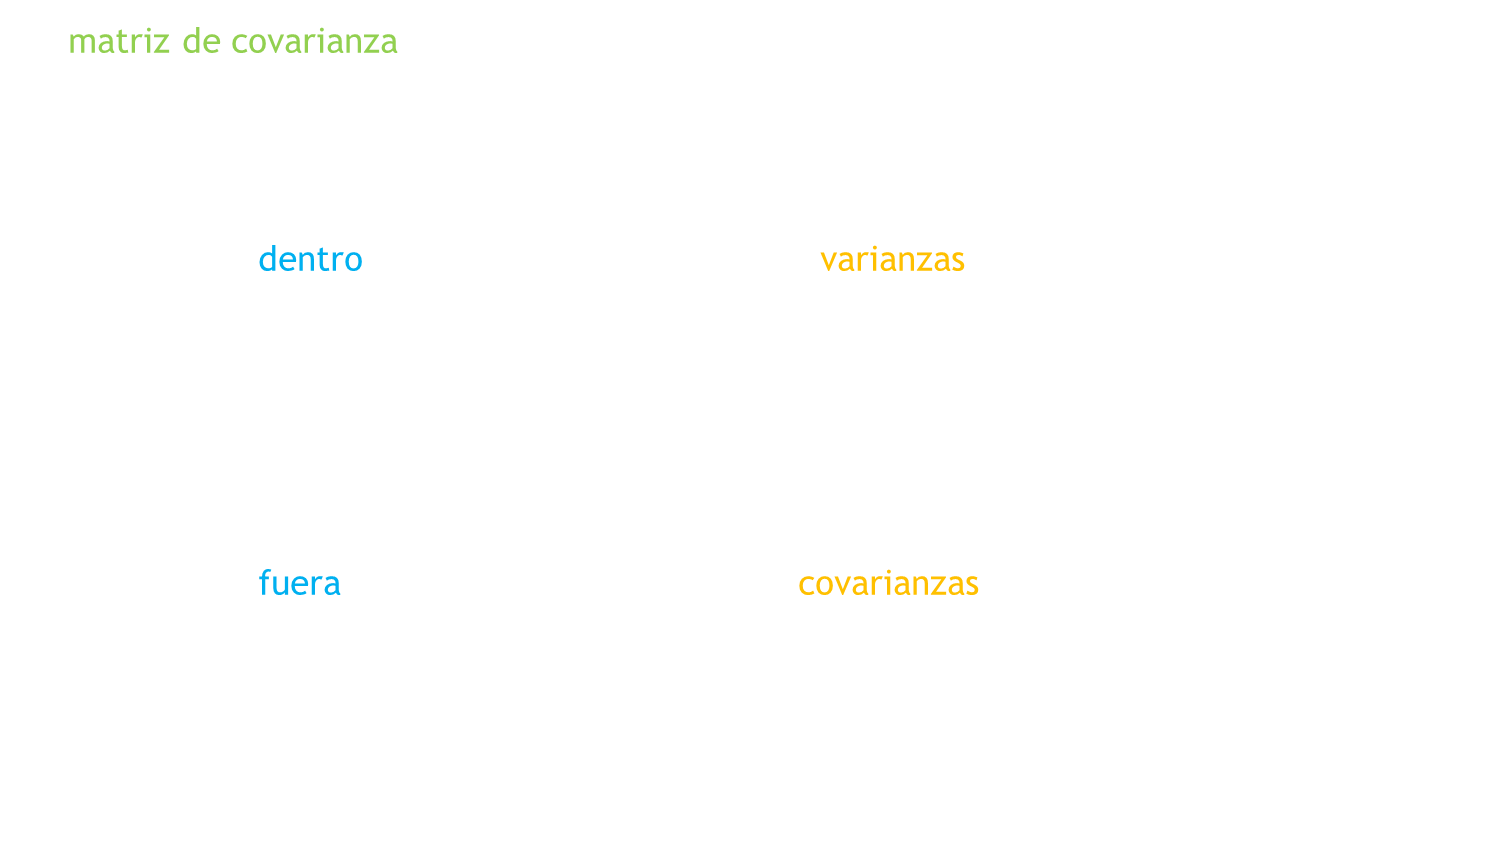 matriz de covarianza
dentro varianzas
fuera covarianzas